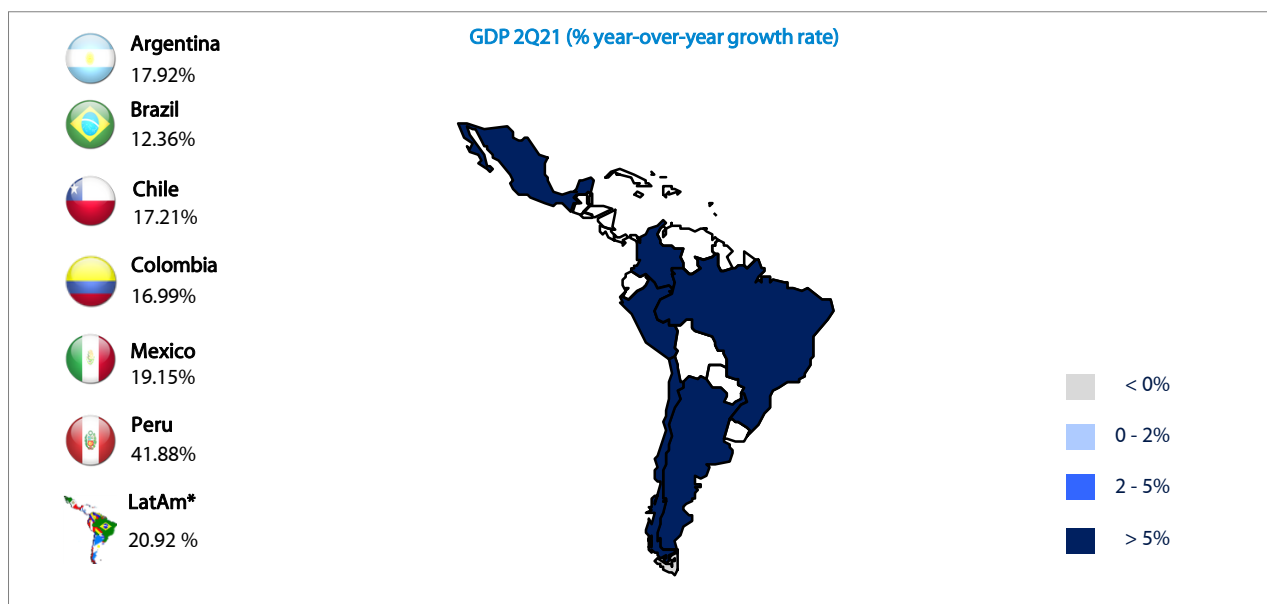 GDP 2Q21 (% year-over-year growth rate)
Argentina
17.92%
Brazil
12.36%
Chile
17.21%
Colombia
16.99%
Mexico
19.15%
Peru
41.88%
LatAm*
20.92 %
< 0%
0 - 2%
2 - 5%
> 5%